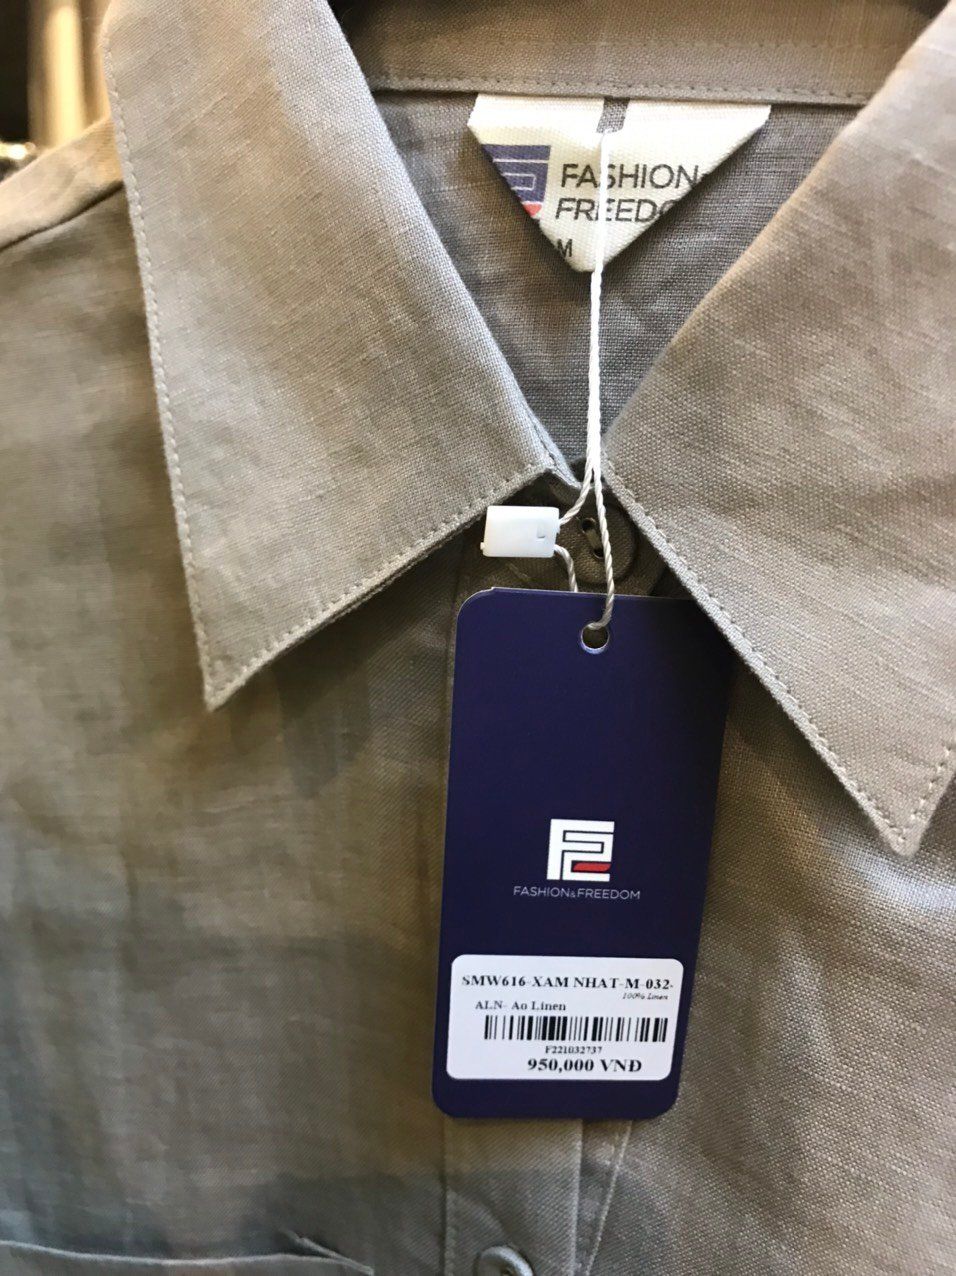 FASHION
FREEDO
M
FASHION&FREEDOM
SMW616-XAM NHAT-M-032-
100% Linen
ALN- Ao Linen
F221032737
950,000 VNĐ